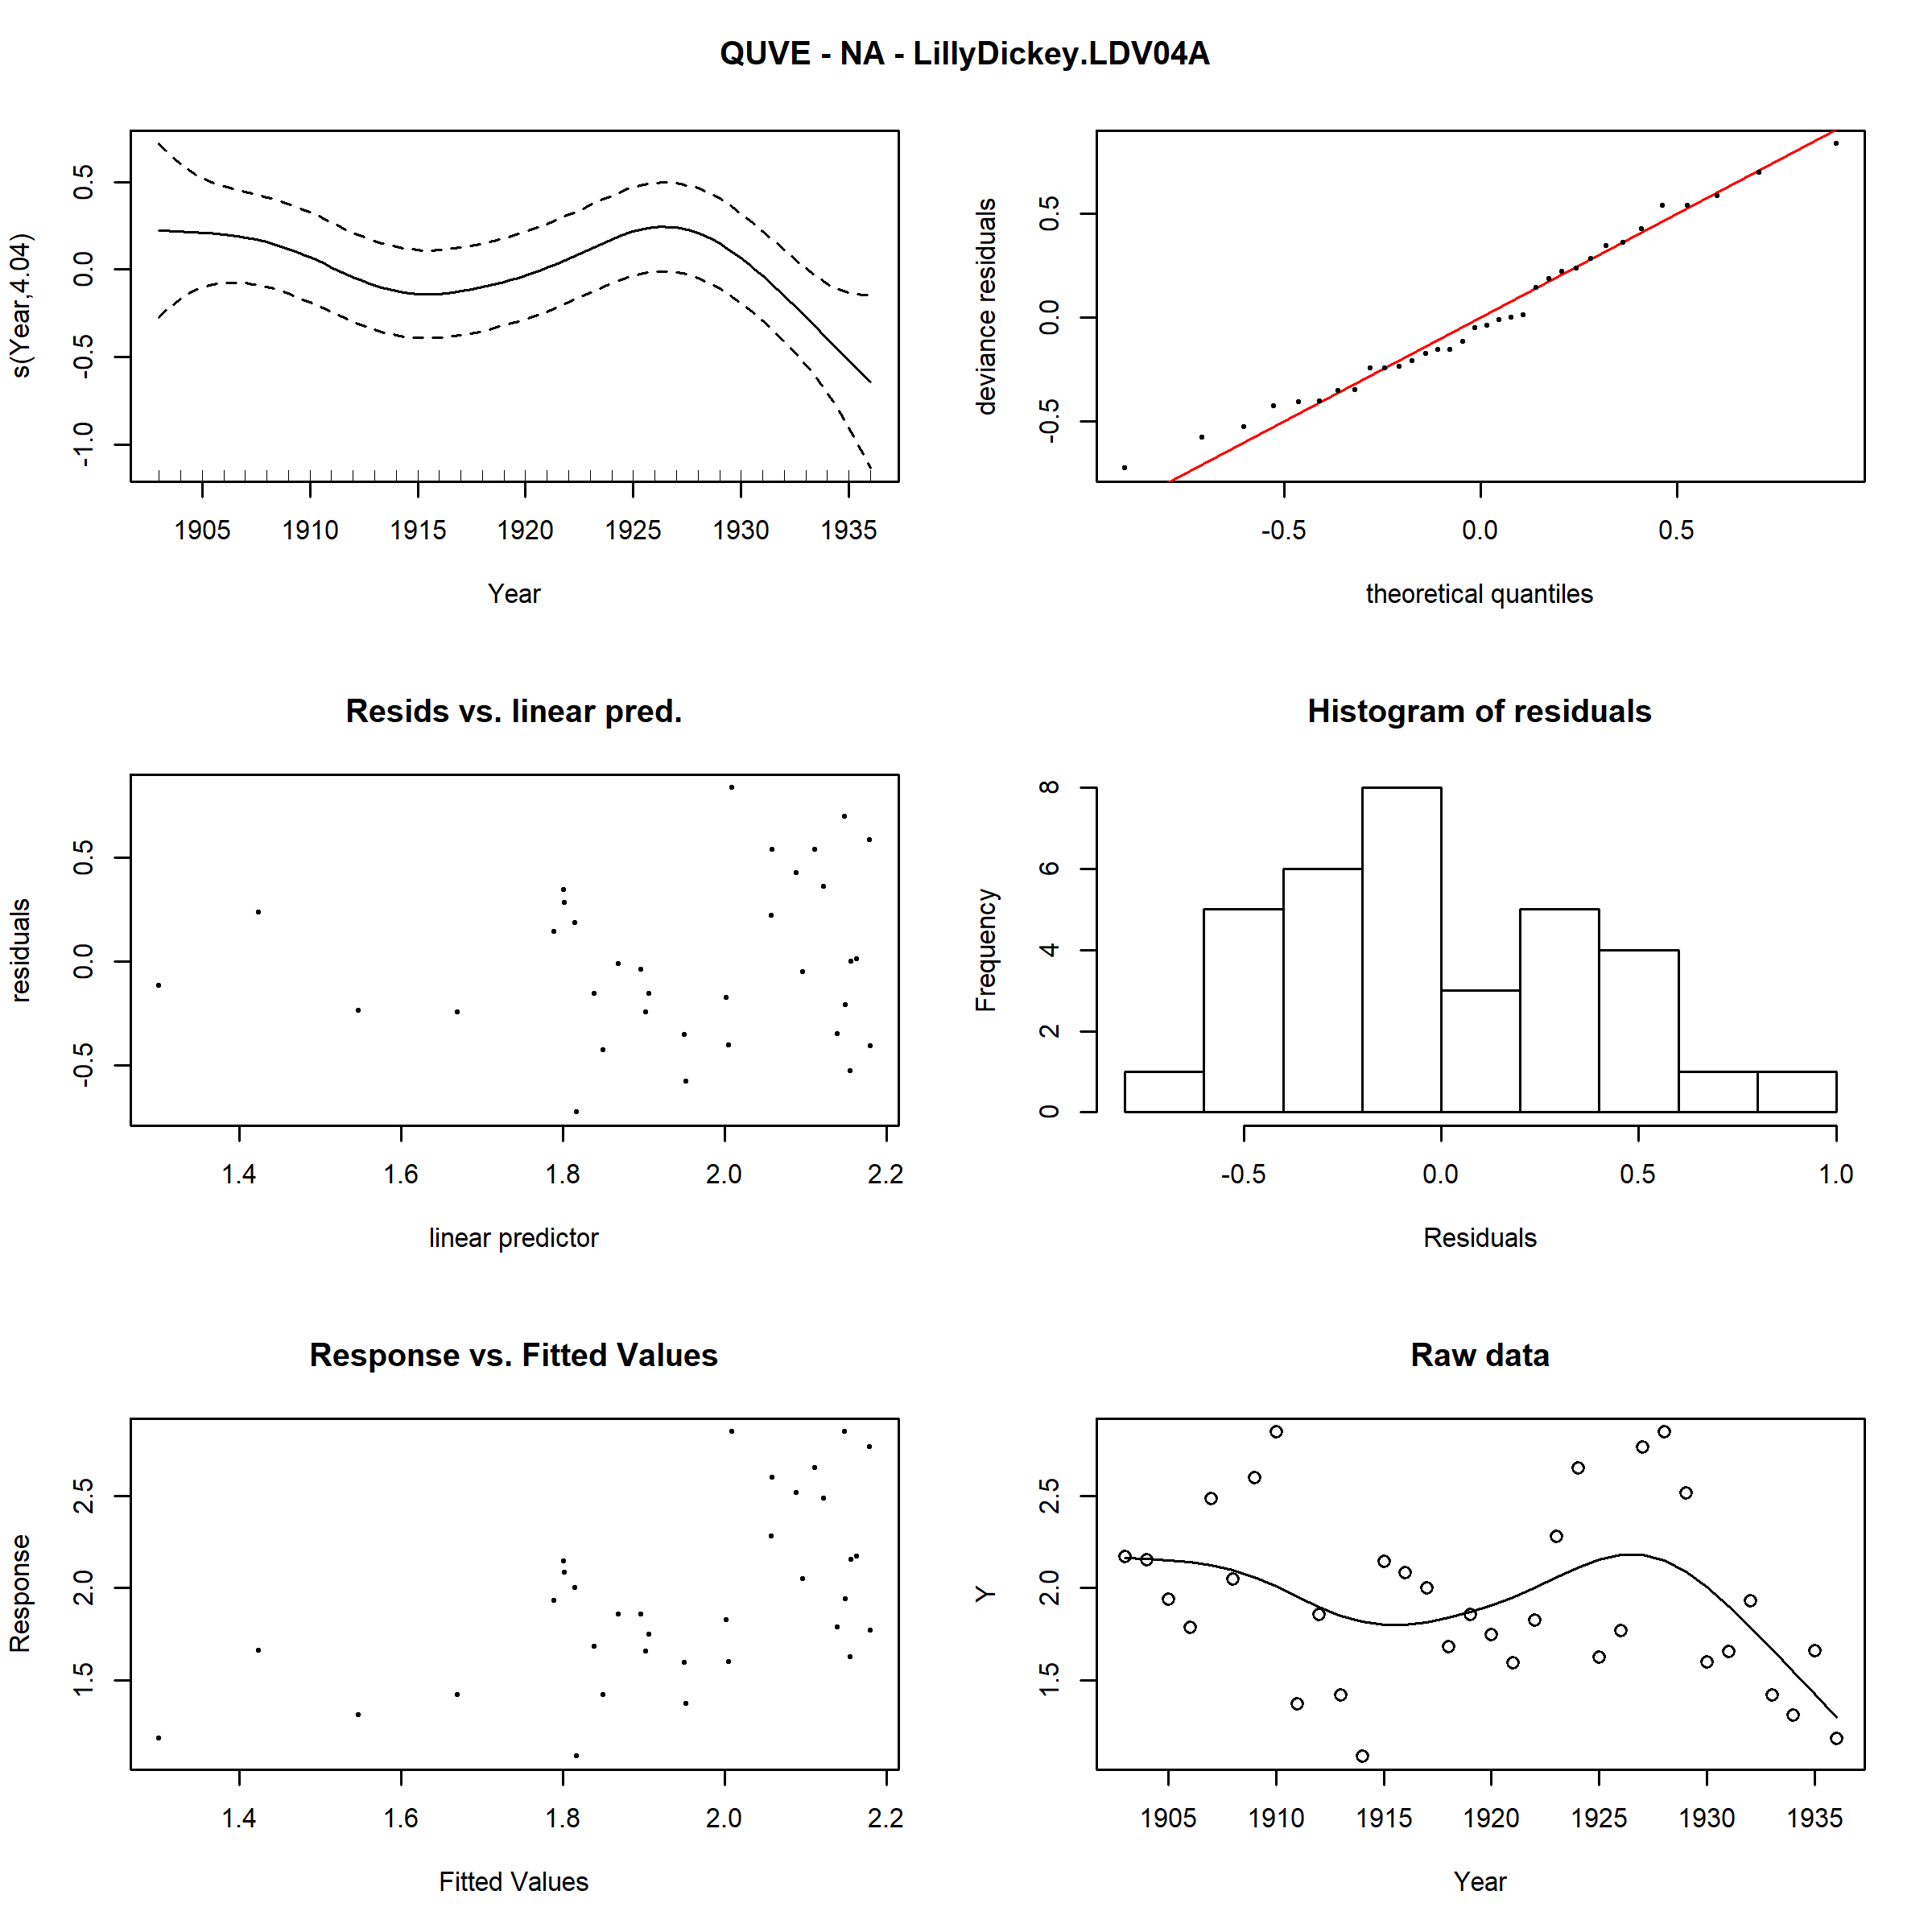 QUVE - NA - LillyDickey.LDV04A
s(Year,4.04)
0.5
0.0
-0.5
-1.0
1905 1910 1915 1920 1925 1930 1935
Year
deviance residuals
0.5
0.0
-0.5
-0.5 0.0 0.5
theoretical quantiles
Resids vs. linear pred.
residuals
0.5
0.0
-0.5
1.4 1.6 1.8 2.0 2.2
linear predictor
Histogram of residuals
Frequency
8
6
4
2
0
-0.5 0.0 0.5 1.0
Residuals
Response vs. Fitted Values
Response
2.5
2.0
1.5
1.4 1.6 1.8 2.0 2.2
Fitted Values
Raw data
Y
2.5
2.0
1.5
1905 1910 1915 1920 1925 1930 1935
Year